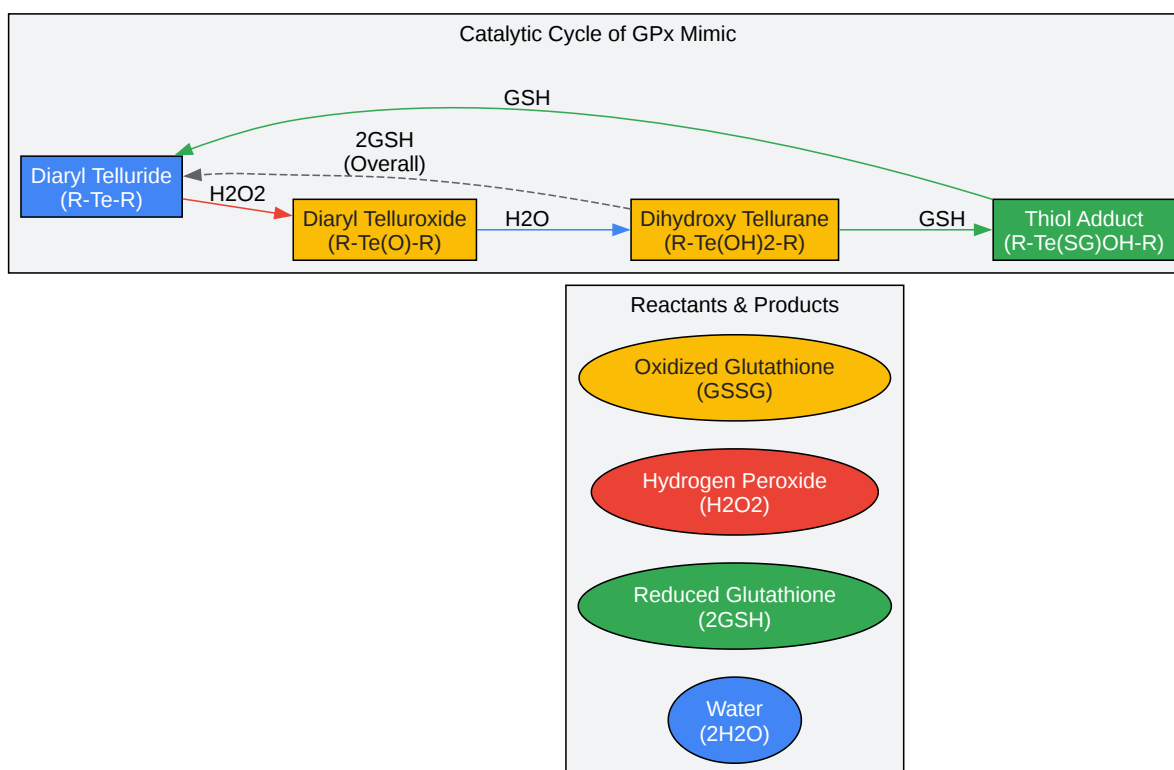 Catalytic Cycle of GPx Mimic
GSH
2GSH
(Overall)
Diaryl Telluride
(R-Te-R)
H2O2
Diaryl Telluroxide
(R-Te(O)-R)
H2O
Dihydroxy Tellurane
(R-Te(OH)2-R)
GSH
Thiol Adduct
(R-Te(SG)OH-R)
Reactants & Products
Oxidized Glutathione
(GSSG)
Hydrogen Peroxide
(H2O2)
Reduced Glutathione
(2GSH)
Water
(2H2O)